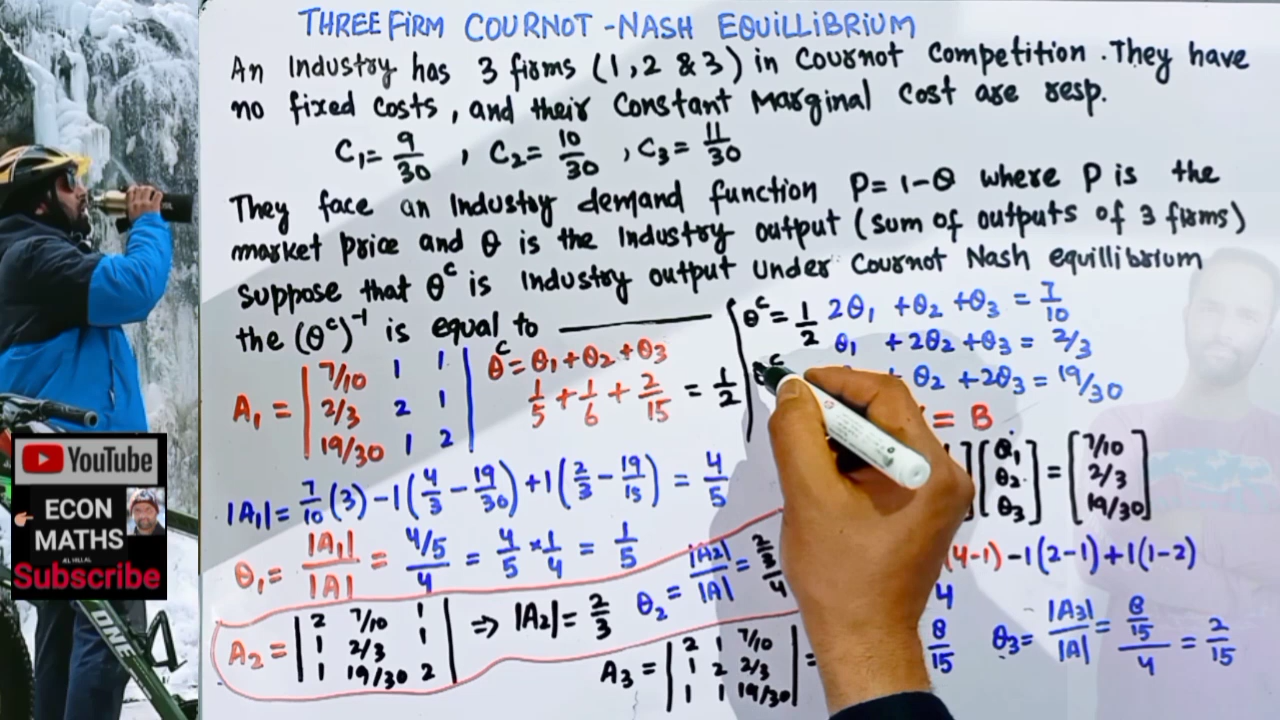 THREE FIRM COURNOT-NASH EQUILLIBRIUM
An Industry has 3 firms (1,2 & 3) in Cournot Competition. They have
no fixed Costs, and their Constant Marginal Cost are resp.
C₁= 9/30 , C₂= 10/30 , C₃= 11/30
They face an Industry demand function P= 1-Θ where P is the
market price and Θ is the Industry output (sum of outputs of 3 firms)
Suppose that Θᶜ is Industry output under Cournot Nash equillibrium
the (Θᶜ)⁻¹ is equal to
Θᶜ = 1/2
2Θ₁ + Θ₂ + Θ₃ = 7/10
Θ₁ + 2Θ₂ + Θ₃ = 2/3
+ Θ₂ + 2Θ₃ = 19/30
= B
[Θ₁ Θ₂ Θ₃] = [7/10 2/3 19/30]
A₁ = | 7/10 1 1 |
| 2/3 2 1 |
| 19/30 1 2 |
Θᶜ = Θ₁ + Θ₂ + Θ₃
1/5 + 1/6 + 2/15 = 1/2
|A₁| = 7/10 (3) - 1(4/3 - 19/30) + 1(2/3 - 19/15) = 4/5
(4-1) -1(2-1) + 1(1-2)
4
Θ₁ = |A₁|/|A| = 4/5/4 = 4/5 × 1/4 = 1/5
A₂ = | 2 7/10 1 |
| 1 2/3 1 |
| 1 19/30 2 |
⇒ |A₂| = 2/3
Θ₂ = |A₂|/|A| = 2/3/4
A₃ = | 2 1 7/10 |
| 1 2 2/3 |
| 1 1 19/30 |
=
8/15
Θ₃ = |A₃|/|A| = 8/15/4 = 2/15
YouTube
ECON
MATHS
Subscribe
ONE